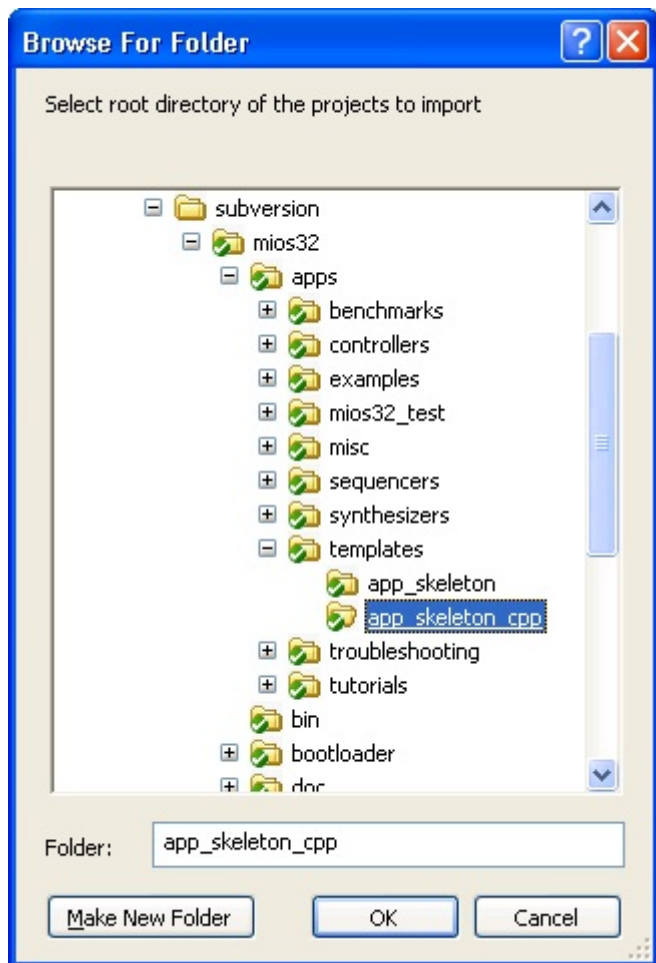 Browse For Folder
Select root directory of the projects to import
subversion
mios32
apps
benchmarks
controllers
examples
mios32_test
misc
sequencers
synthesizers
templates
app_skeleton
app_skeleton_cpp
troubleshooting
tutorials
bin
bootloader
doc
Folder: app_skeleton_cpp
Make New Folder OK Cancel